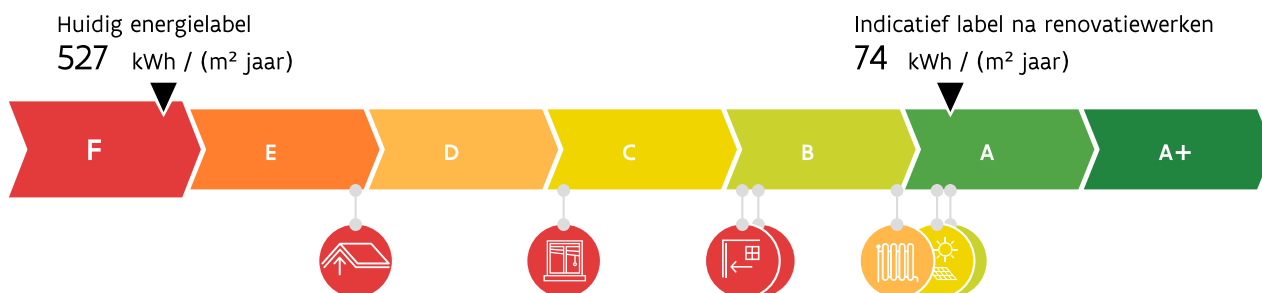 Huidig energielabel
527 kWh / (m² jaar)
Indicatief label na renovatiewerken
74 kWh / (m² jaar)
F E D C B A A+